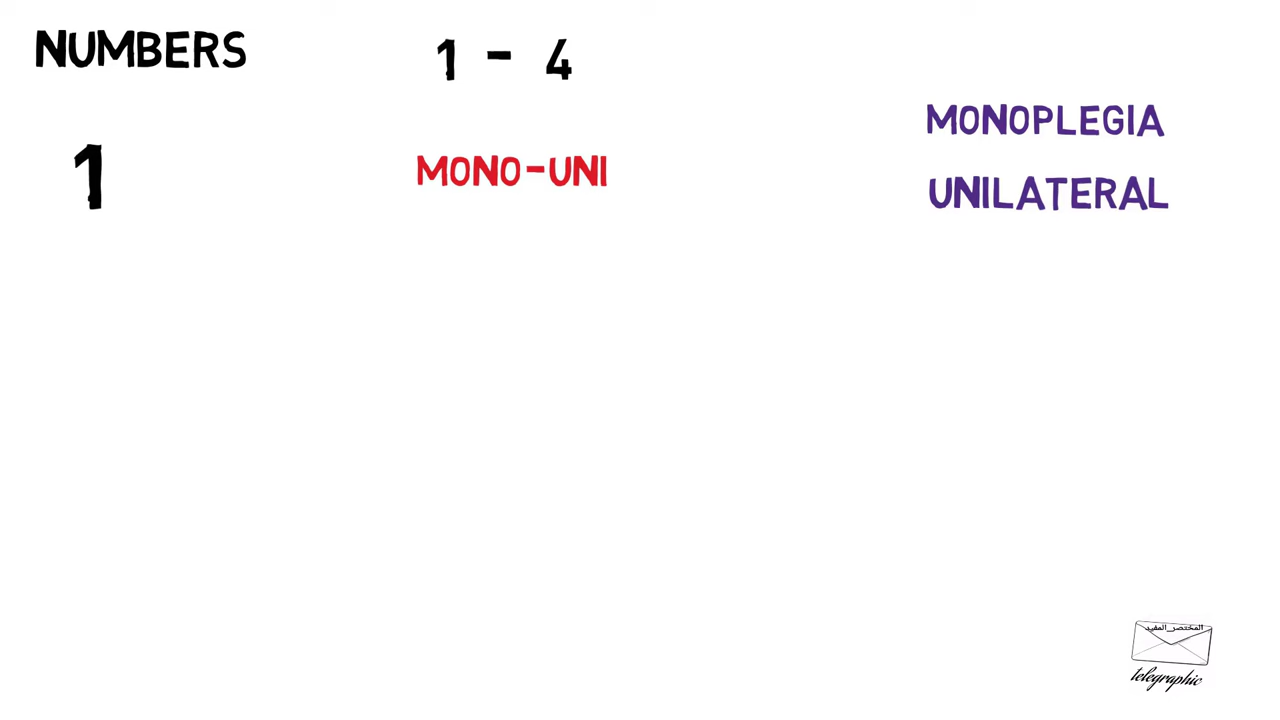 NUMBERS
1 - 4
1
MONO-UNI
MONOPLEGIA
UNILATERAL
المختصر المفيد
telegraphic